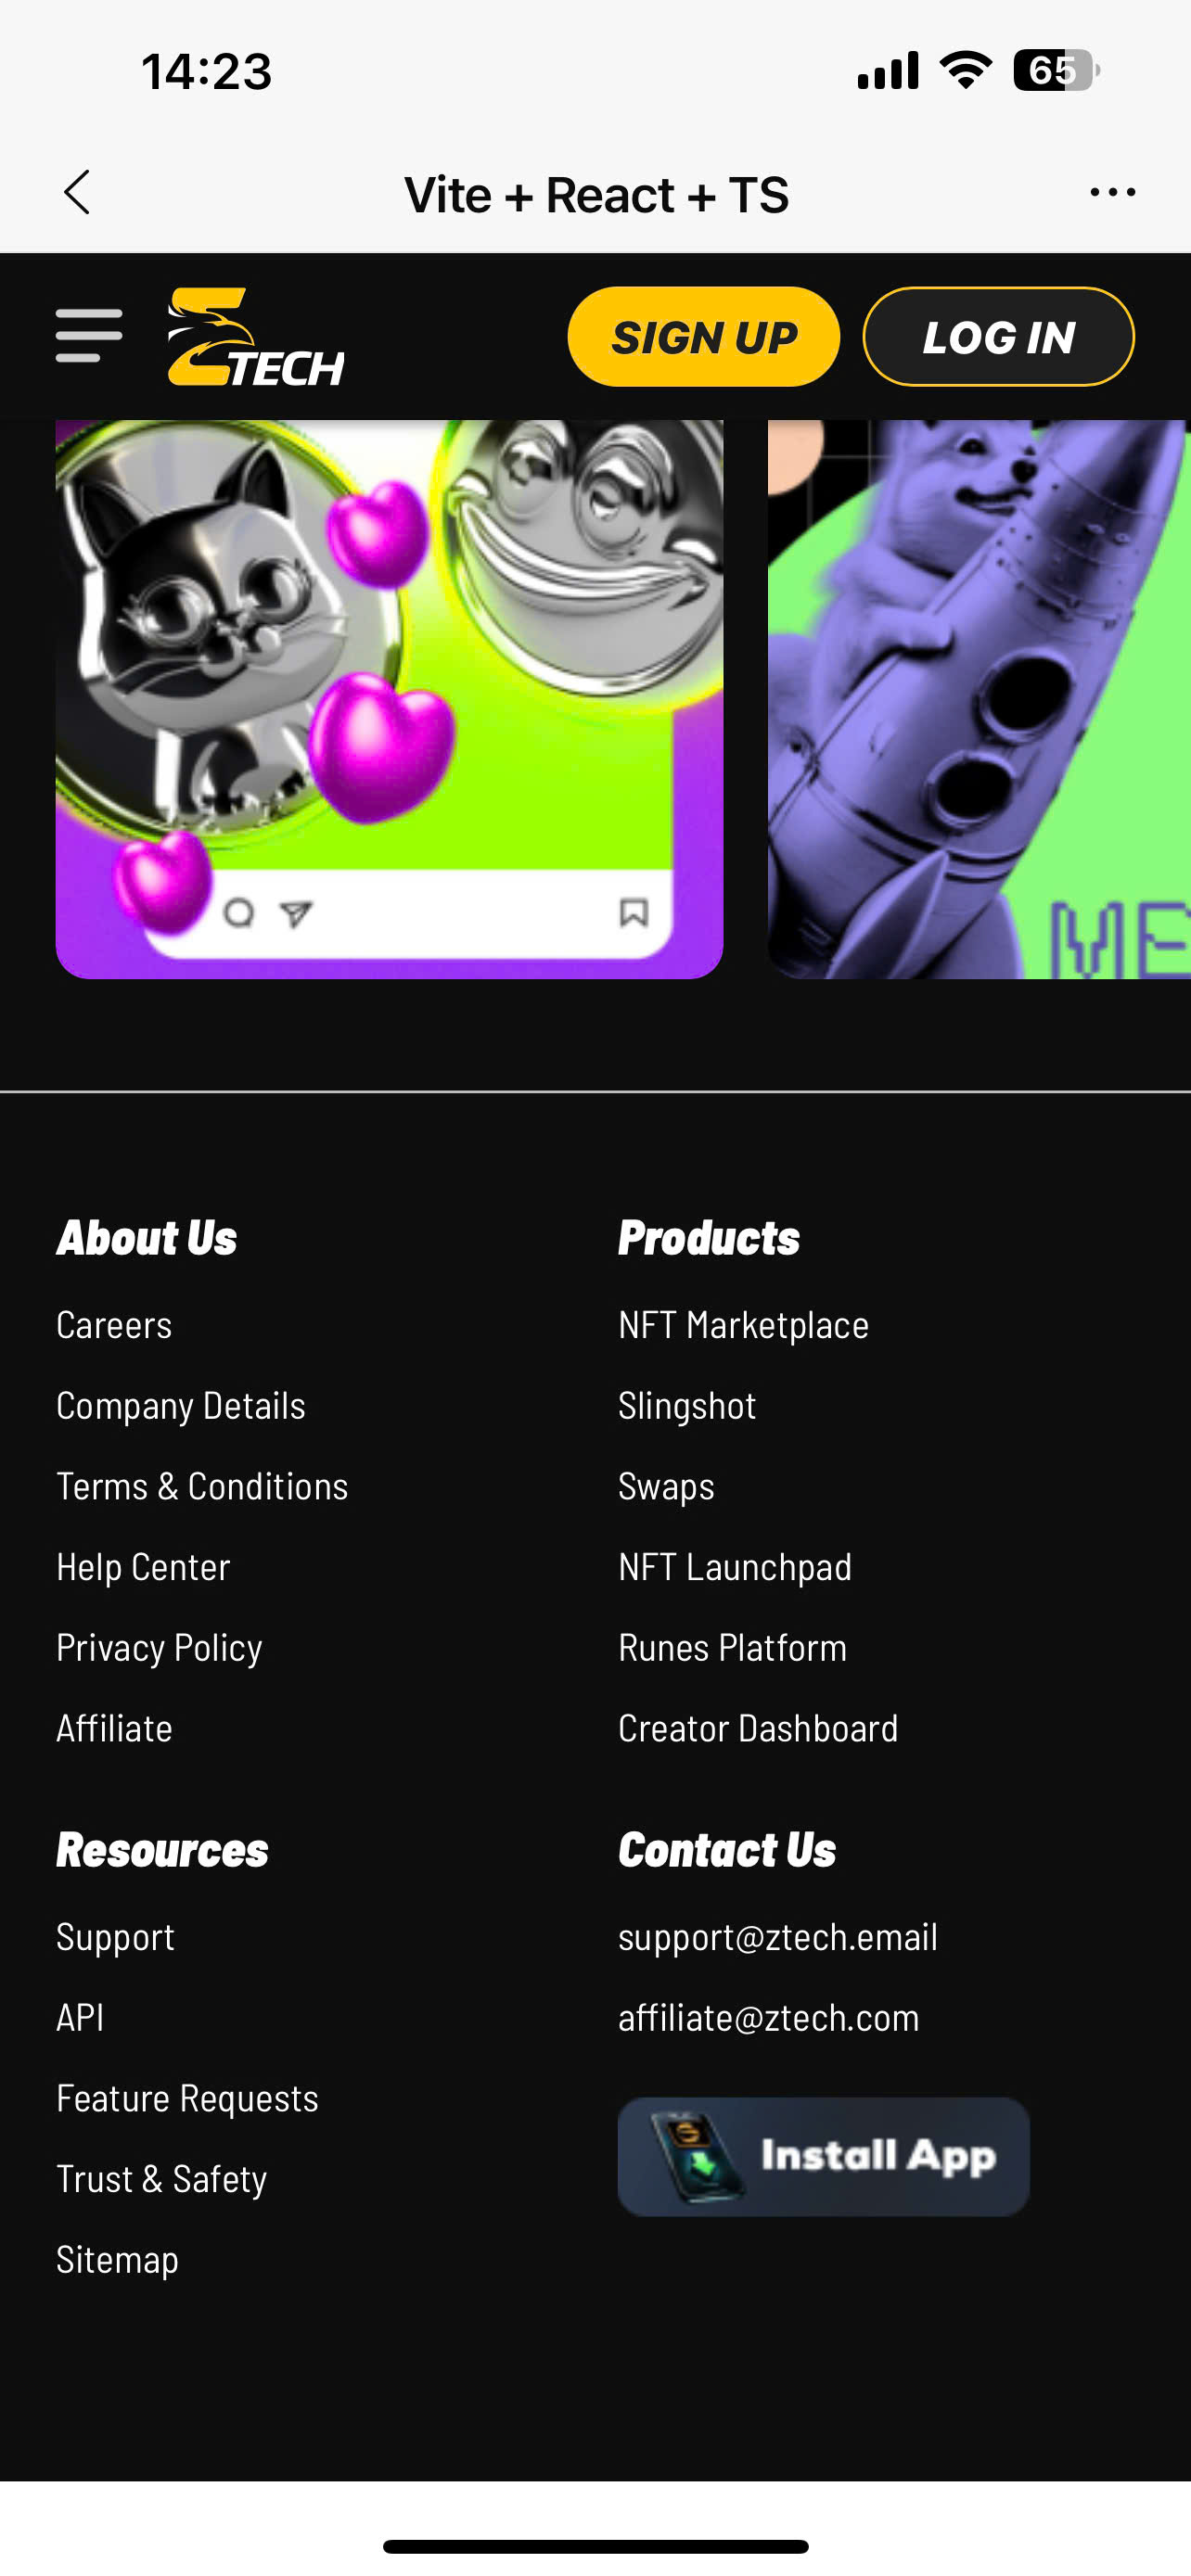 14:23
65
Vite + React + TS
TECH
SIGN UP
LOG IN
ME
About Us
Careers
Company Details
Terms & Conditions
Help Center
Privacy Policy
Affiliate
Products
NFT Marketplace
Slingshot
Swaps
NFT Launchpad
Runes Platform
Creator Dashboard
Resources
Support
API
Feature Requests
Trust & Safety
Sitemap
Contact Us
support@ztech.email
affiliate@ztech.com
Install App